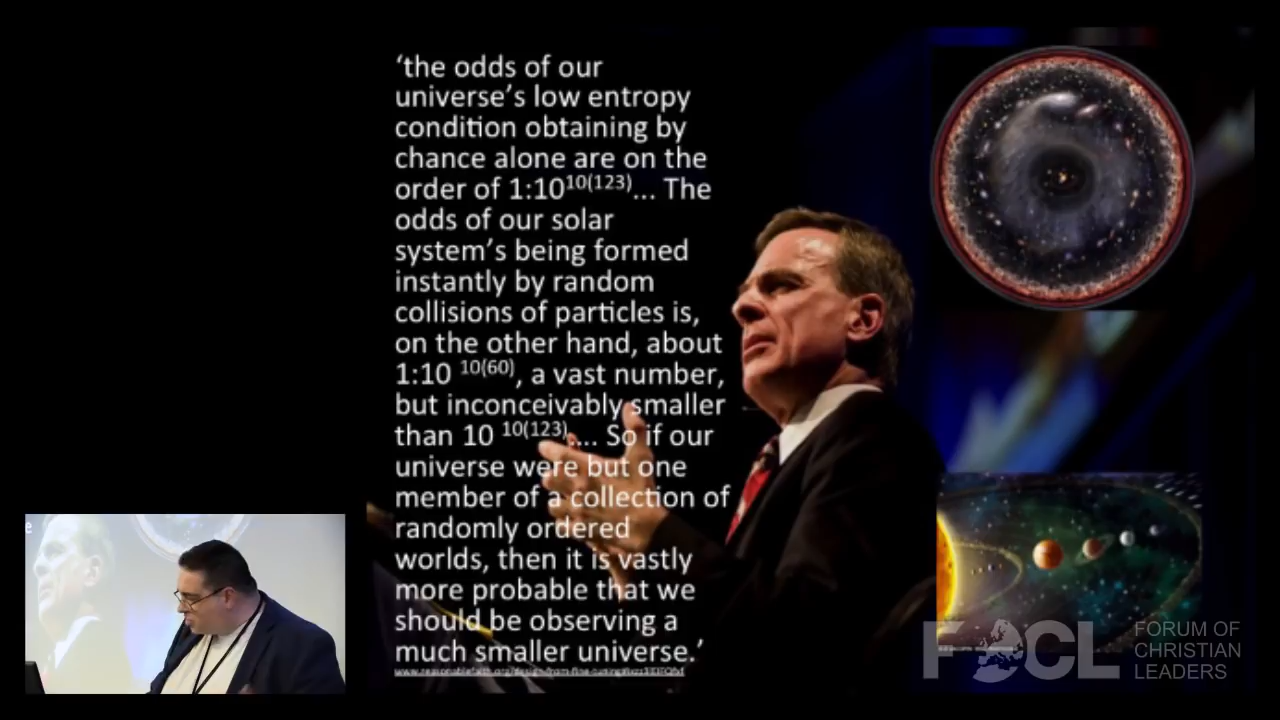 ‘the odds of our
universe’s low entropy
condition obtaining by
chance alone are on the
order of 1:10^10(123)... The
odds of our solar
system’s being formed
instantly by random
collisions of particles is,
on the other hand, about
1:10 ^10(60), a vast number,
but inconceivably smaller
than 10 ^10(123).... So if our
universe were but one
member of a collection of
randomly ordered
worlds, then it is vastly
more probable that we
should be observing a
much smaller universe.’
e
FOCL
FORUM OF
CHRISTIAN
LEADERS